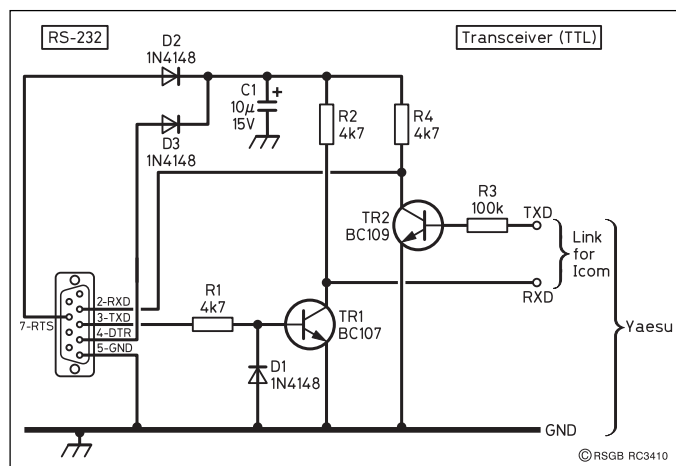 RS-232
Transceiver (TTL)
D2
1N4148
C1
10μ
15V
+
D3
1N4148
R2
4k7
R4
4k7
R3
100k
TXD
TR2
BC109
Link
for
Icom
RXD
Yaesu
R1
4k7
TR1
BC107
2-RXD
3-TXD
7-RTS
4-DTR
5-GND
D1
1N4148
GND
©RSGB RC3410